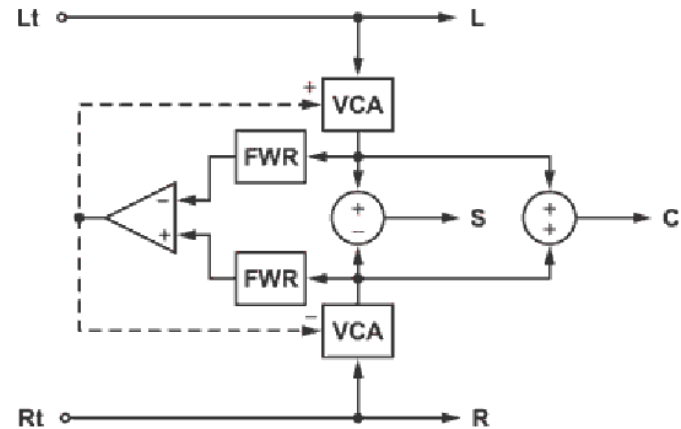 Lt L
+
VCA
FWR
− + + +
− S C
+
FWR
−
VCA
Rt R